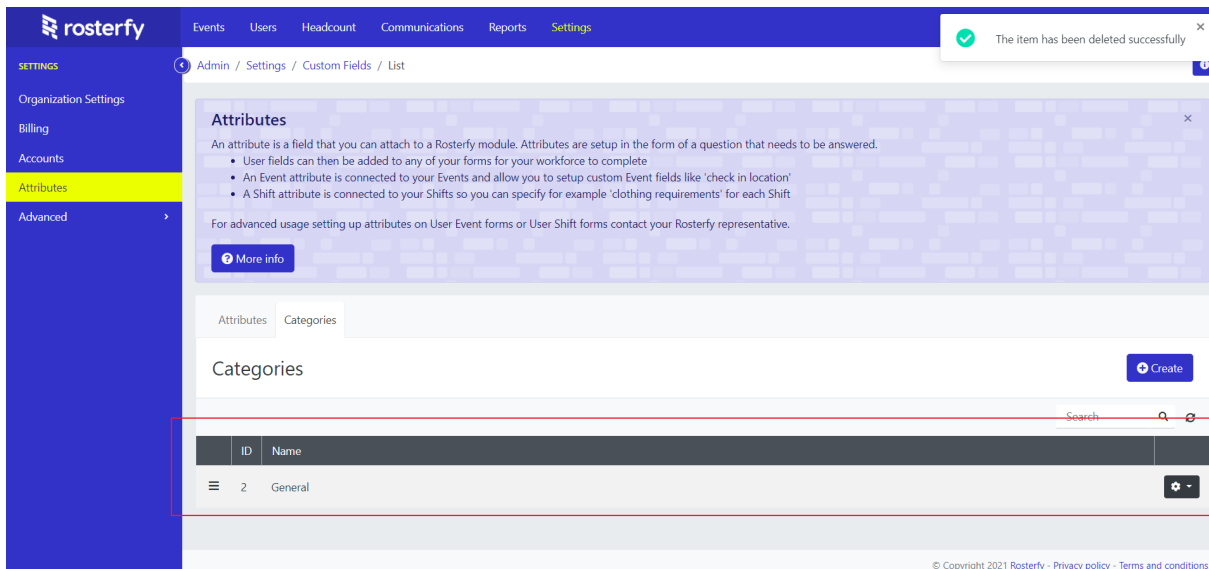 rosterfy
Events Users Headcount Communications Reports Settings
The item has been deleted successfully
SETTINGS
Admin / Settings / Custom Fields / List
Organization Settings
Billing
Accounts
Attributes
Advanced
Attributes
An attribute is a field that you can attach to a Rosterfy module. Attributes are setup in the form of a question that needs to be answered.
• User fields can then be added to any of your forms for your workforce to complete
• An Event attribute is connected to your Events and allow you to setup custom Event fields like 'check in location'
• A Shift attribute is connected to your Shifts so you can specify for example 'clothing requirements' for each Shift
For advanced usage setting up attributes on User Event forms or User Shift forms contact your Rosterfy representative.
More info
Attributes Categories
Categories
Create
Search
ID Name
2 General
© Copyright 2021 Rosterfy - Privacy policy - Terms and conditions